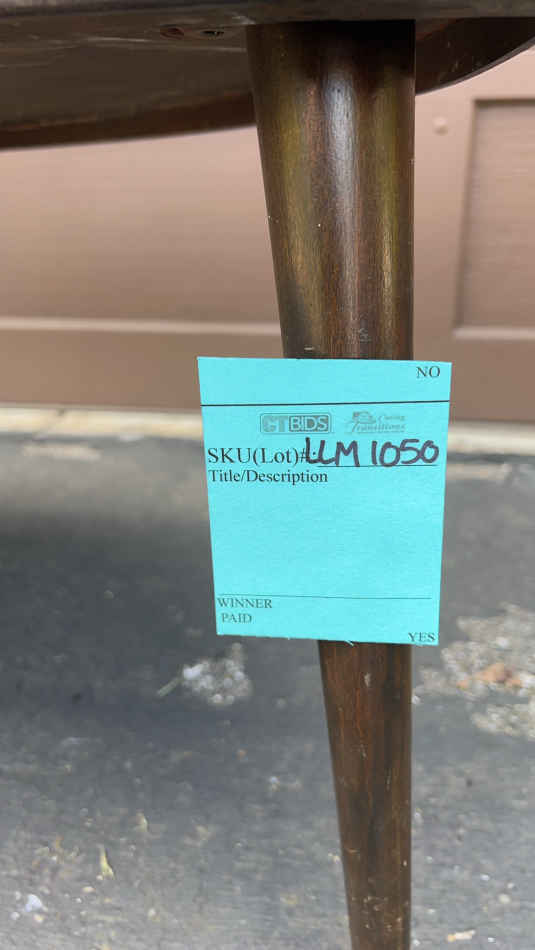 NO
CTBIDS Caring Transitions
SKU(Lot)#: LLM 1050
Title/Description
WINNER
PAID
YES